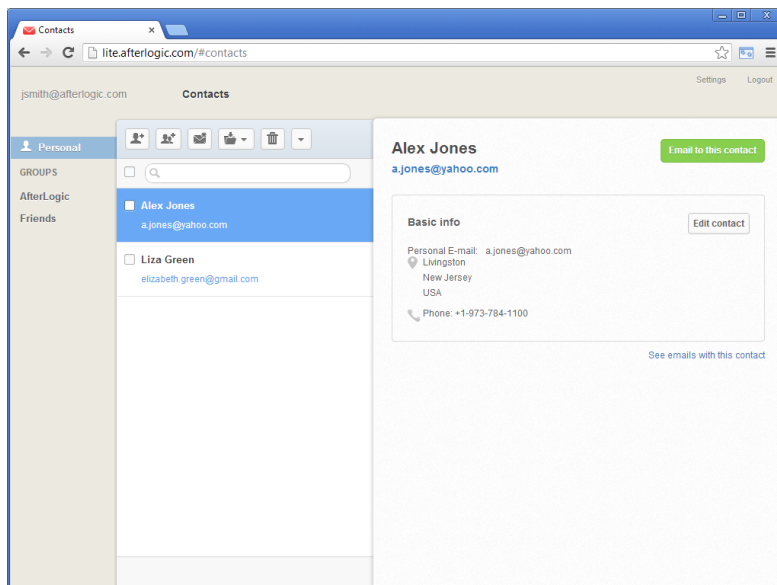 Contacts
lite.afterlogic.com/#contacts
Settings Logout
jsmith@afterlogic.com Contacts
Personal
GROUPS
AfterLogic
Friends
Alex Jones
a.jones@yahoo.com
Liza Green
elizabeth.green@gmail.com
Alex Jones
a.jones@yahoo.com
Email to this contact
Basic info
Edit contact
Personal E-mail: a.jones@yahoo.com
Livingston
New Jersey
USA
Phone: +1-973-784-1100
See emails with this contact